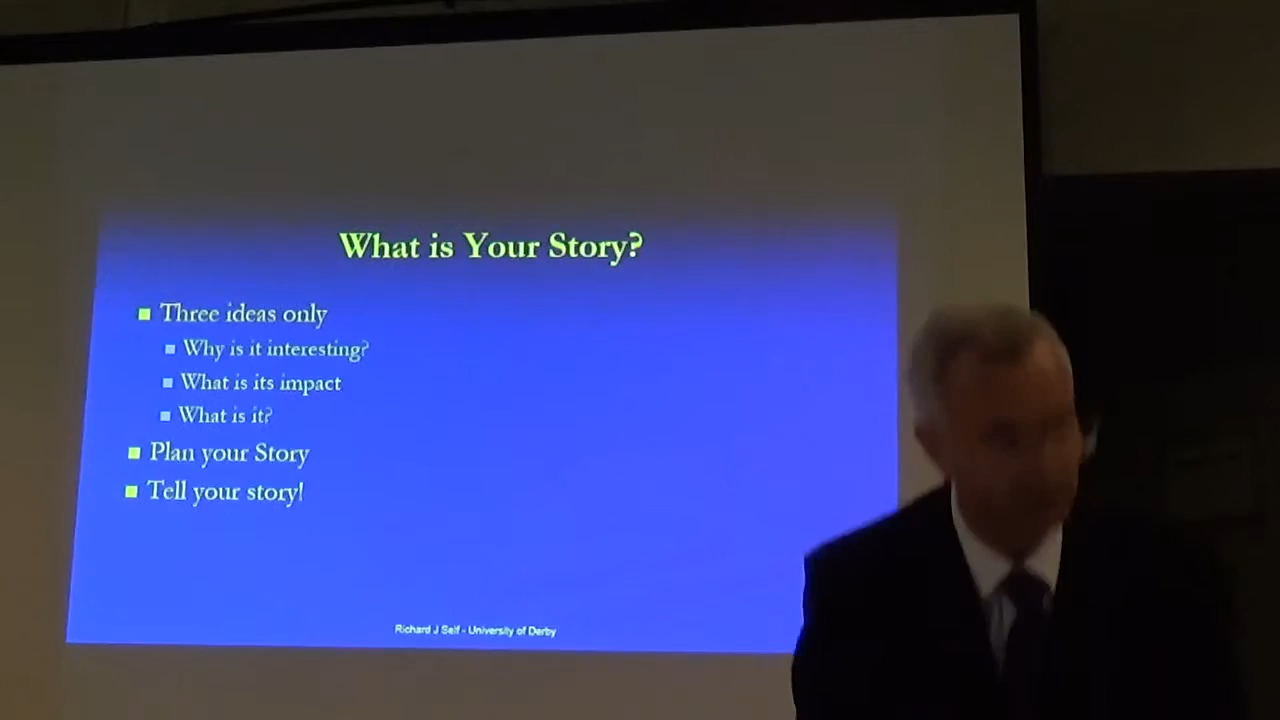 What is Your Story?
Three ideas only
Why is it interesting?
What is its impact
What is it?
Plan your Story
Tell your story!
Richard J Self - University of Derby